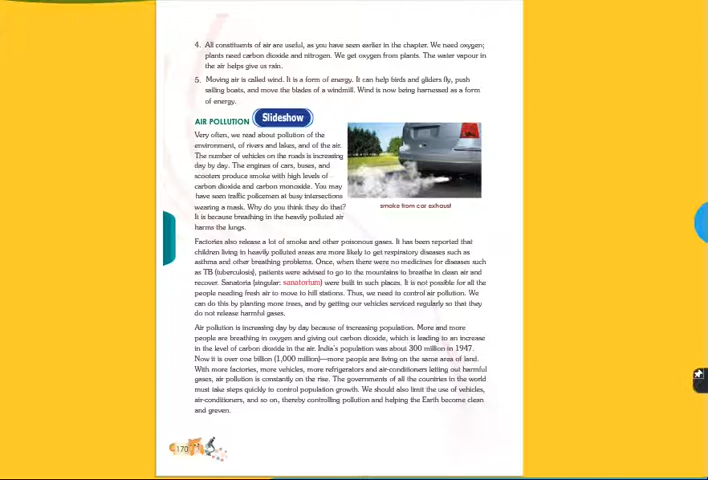 4. All constituents of air are useful, as you have seen earlier in the chapter. We need oxygen;
plants need carbon dioxide and nitrogen. We get oxygen from plants. The water vapour in
the air helps give us rain.
5. Moving air is called wind. It is a form of energy. It can help birds and gliders fly, push
sailing boats, and move the blades of a windmill. Wind is now being harnessed as a form
of energy.
AIR POLLUTION Slideshow
Very often, we read about pollution of the
environment, of rivers and lakes, and of the air.
The number of vehicles on the roads is increasing
day by day. The engines of cars, buses, and
scooters produce smoke with high levels of
carbon dioxide and carbon monoxide. You may
have seen traffic policemen at busy intersections
wearing a mask. Why do you think they do that?
It is because breathing in the heavily polluted air
harms the lungs.
smoke from car exhaust
Factories also release a lot of smoke and other poisonous gases. It has been reported that
children living in heavily polluted areas are more likely to get respiratory diseases such as
asthma and other breathing problems. Once, when there were no medicines for diseases such
as TB (tuberculosis), patients were advised to go to the mountains to breathe in clean air and
recover. Sanatoria (singular: sanatorium) were built in such places. It is not possible for all the
people needing fresh air to move to hill stations. Thus, we need to control air pollution. We
can do this by planting more trees, and by getting our vehicles serviced regularly so that they
do not release harmful gases.
Air pollution is increasing day by day because of increasing population. More and more
people are breathing in oxygen and giving out carbon dioxide, which is leading to an increase
in the level of carbon dioxide in the air. India's population was about 300 million in 1947.
Now it is over one billion (1,000 million)—more people are living on the same area of land.
With more factories, more vehicles, more refrigerators and air-conditioners letting out harmful
gases, air pollution is constantly on the rise. The governments of all the countries in the world
must take steps quickly to control population growth. We should also limit the use of vehicles,
air-conditioners, and so on, thereby controlling pollution and helping the Earth become clean
and green.
170